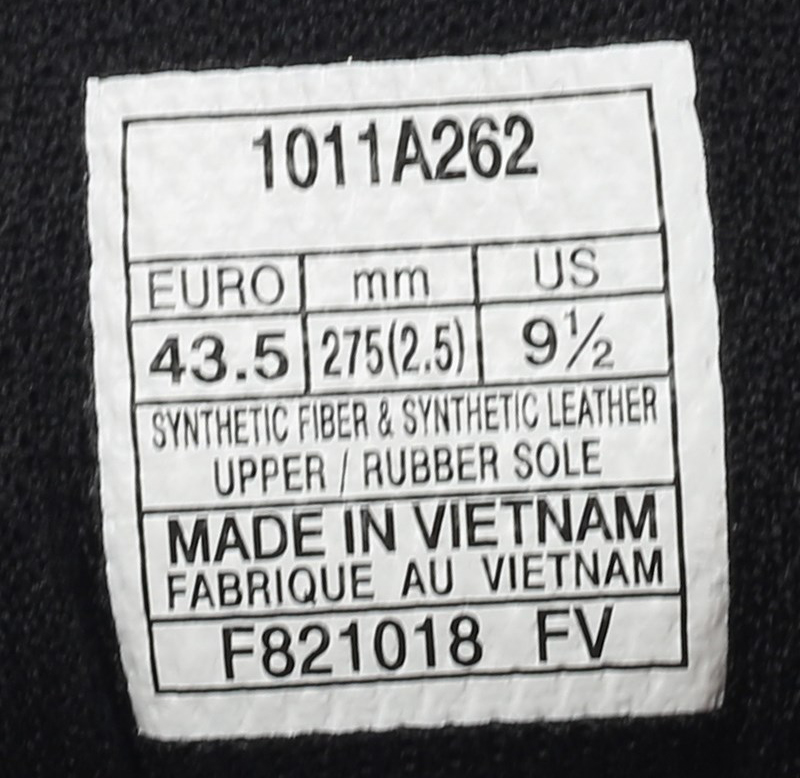 1011A262
EURO mm US
43.5 275(2.5) 9½
SYNTHETIC FIBER & SYNTHETIC LEATHER
UPPER / RUBBER SOLE
MADE IN VIETNAM
FABRIQUE AU VIETNAM
F821018 FV